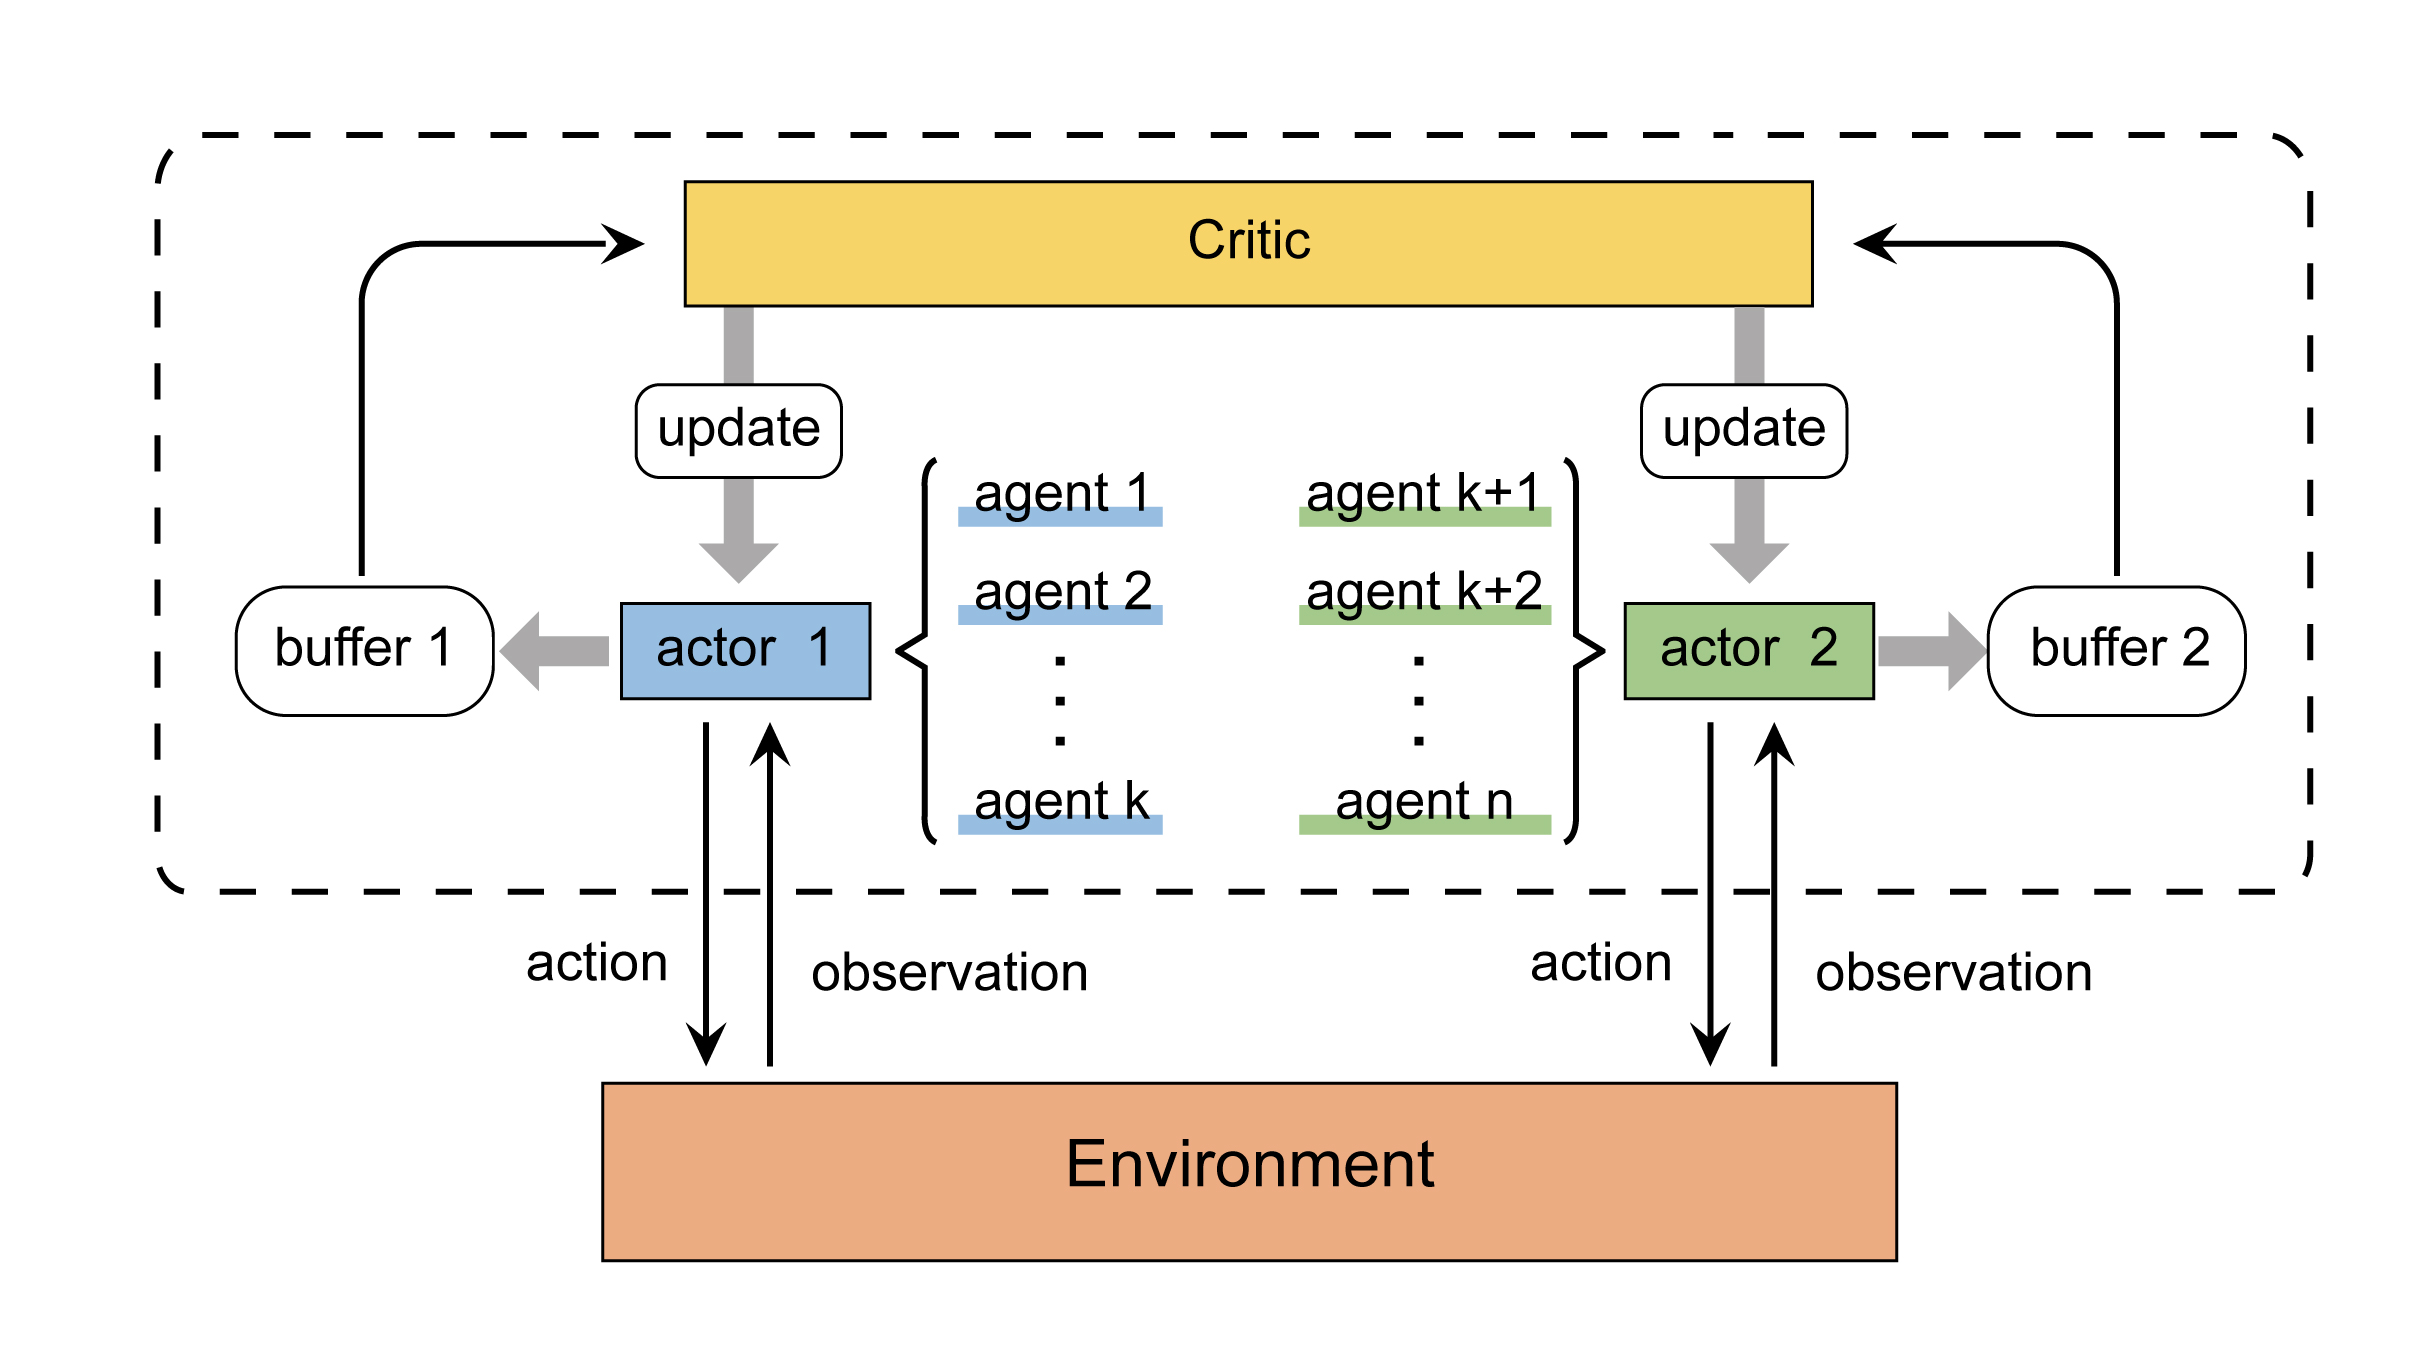 Critic
update
update
agent 1
agent k+1
agent 2
agent k+2
buffer 1
actor 1
actor 2
buffer 2
agent k
agent n
action
observation
action
observation
Environment